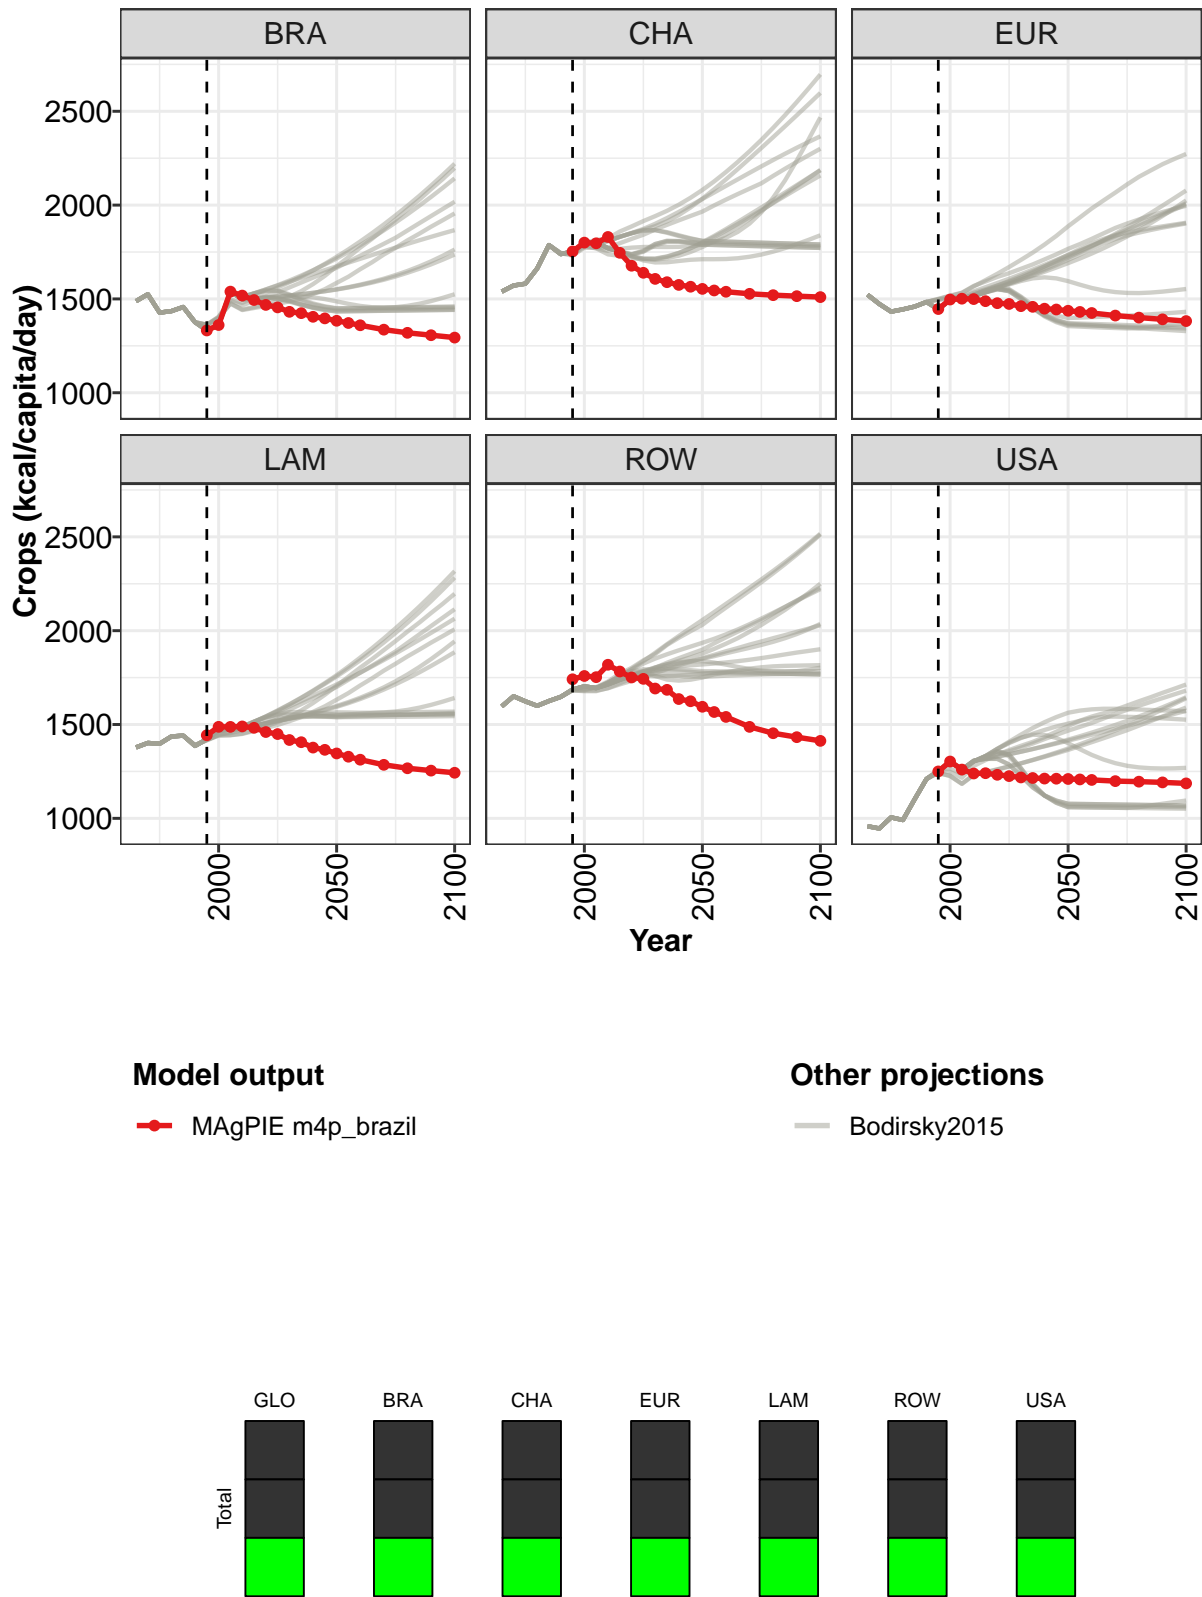 BRA
CHA
EUR
2500
2000
1500
1000
LAM
ROW
USA
2500
2000
1500
1000
Crops (kcal/capita/day)
2000
2050
2100
2000
2050
2100
2000
2050
2100
Year
Model output
Other projections
MAgPIE m4p_brazil
Bodirsky2015
GLO
BRA
CHA
EUR
LAM
ROW
USA
Total